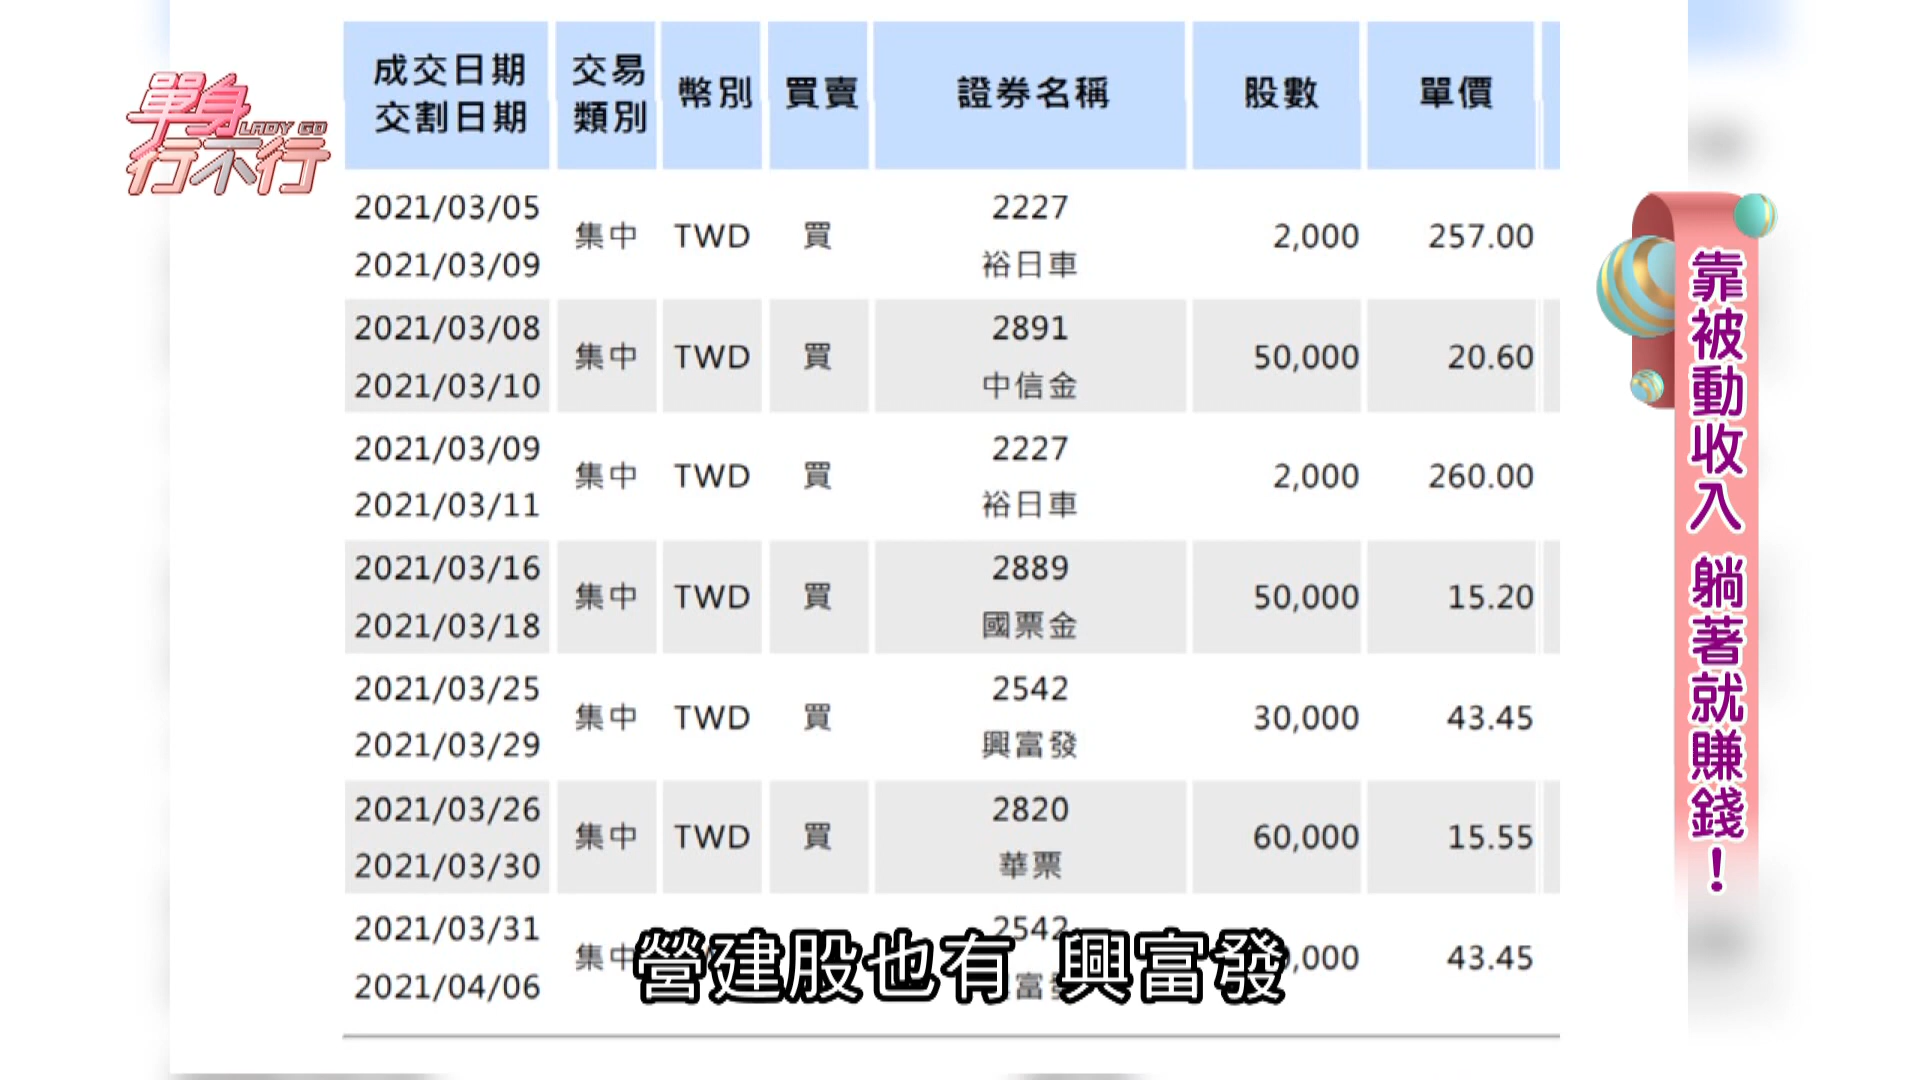 單身
LADY GO
行不行
成交日期 交易 幣別 買賣 證券名稱 股數 單價
交割日期 類別
2021/03/05 集中 TWD 買 2227 2,000 257.00
2021/03/09 裕日車
2021/03/08 集中 TWD 買 2891 50,000 20.60
2021/03/10 中信金
2021/03/09 集中 TWD 買 2227 2,000 260.00
2021/03/11 裕日車
2021/03/16 集中 TWD 買 2889 50,000 15.20
2021/03/18 國票金
2021/03/25 集中 TWD 買 2542 30,000 43.45
2021/03/29 興富發
2021/03/26 集中 TWD 買 2820 60,000 15.55
2021/03/30 華票
2021/03/31 集中 2542 43.45
2021/04/06
營建股也有 興富發
靠被動收入 躺著就賺錢！